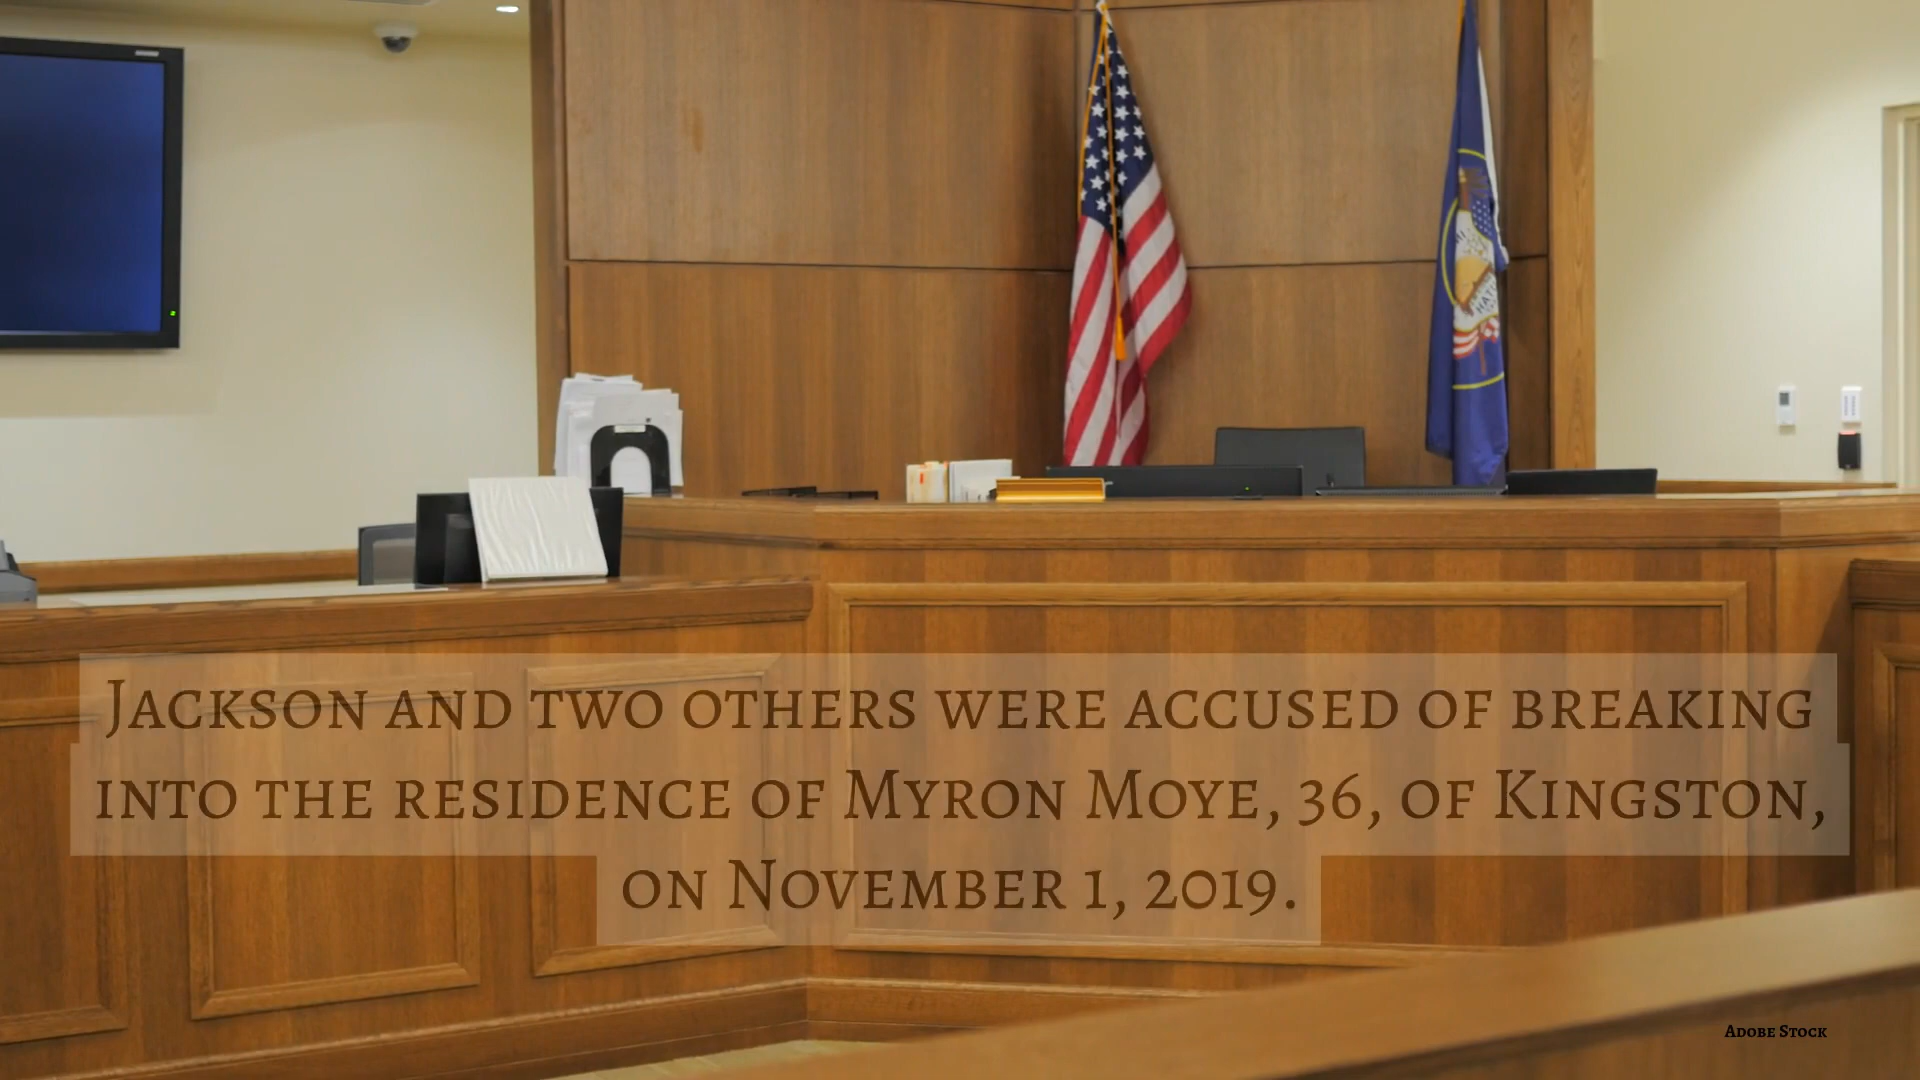 Jackson and two others were accused of breaking
into the residence of Myron Moye, 36, of Kingston,
on November 1, 2019.
Adobe Stock